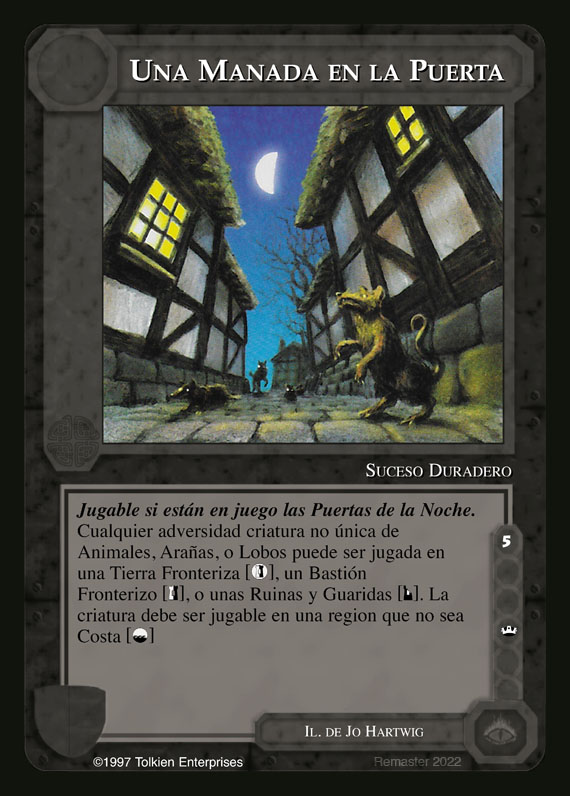 UNA MANADA EN LA PUERTA
SUCESO DURADERO
Jugable si están en juego las Puertas de la Noche.
Cualquier adversidad criatura no única de
Animales, Arañas, o Lobos puede ser jugada en
una Tierra Fronteriza [ ], un Bastión
Fronterizo [ ], o unas Ruinas y Guaridas [ ]. La
criatura debe ser jugable en una region que no sea
Costa [ ]
5
IL. DE JO HARTWIG
©1997 Tolkien Enterprises
Remaster 2022